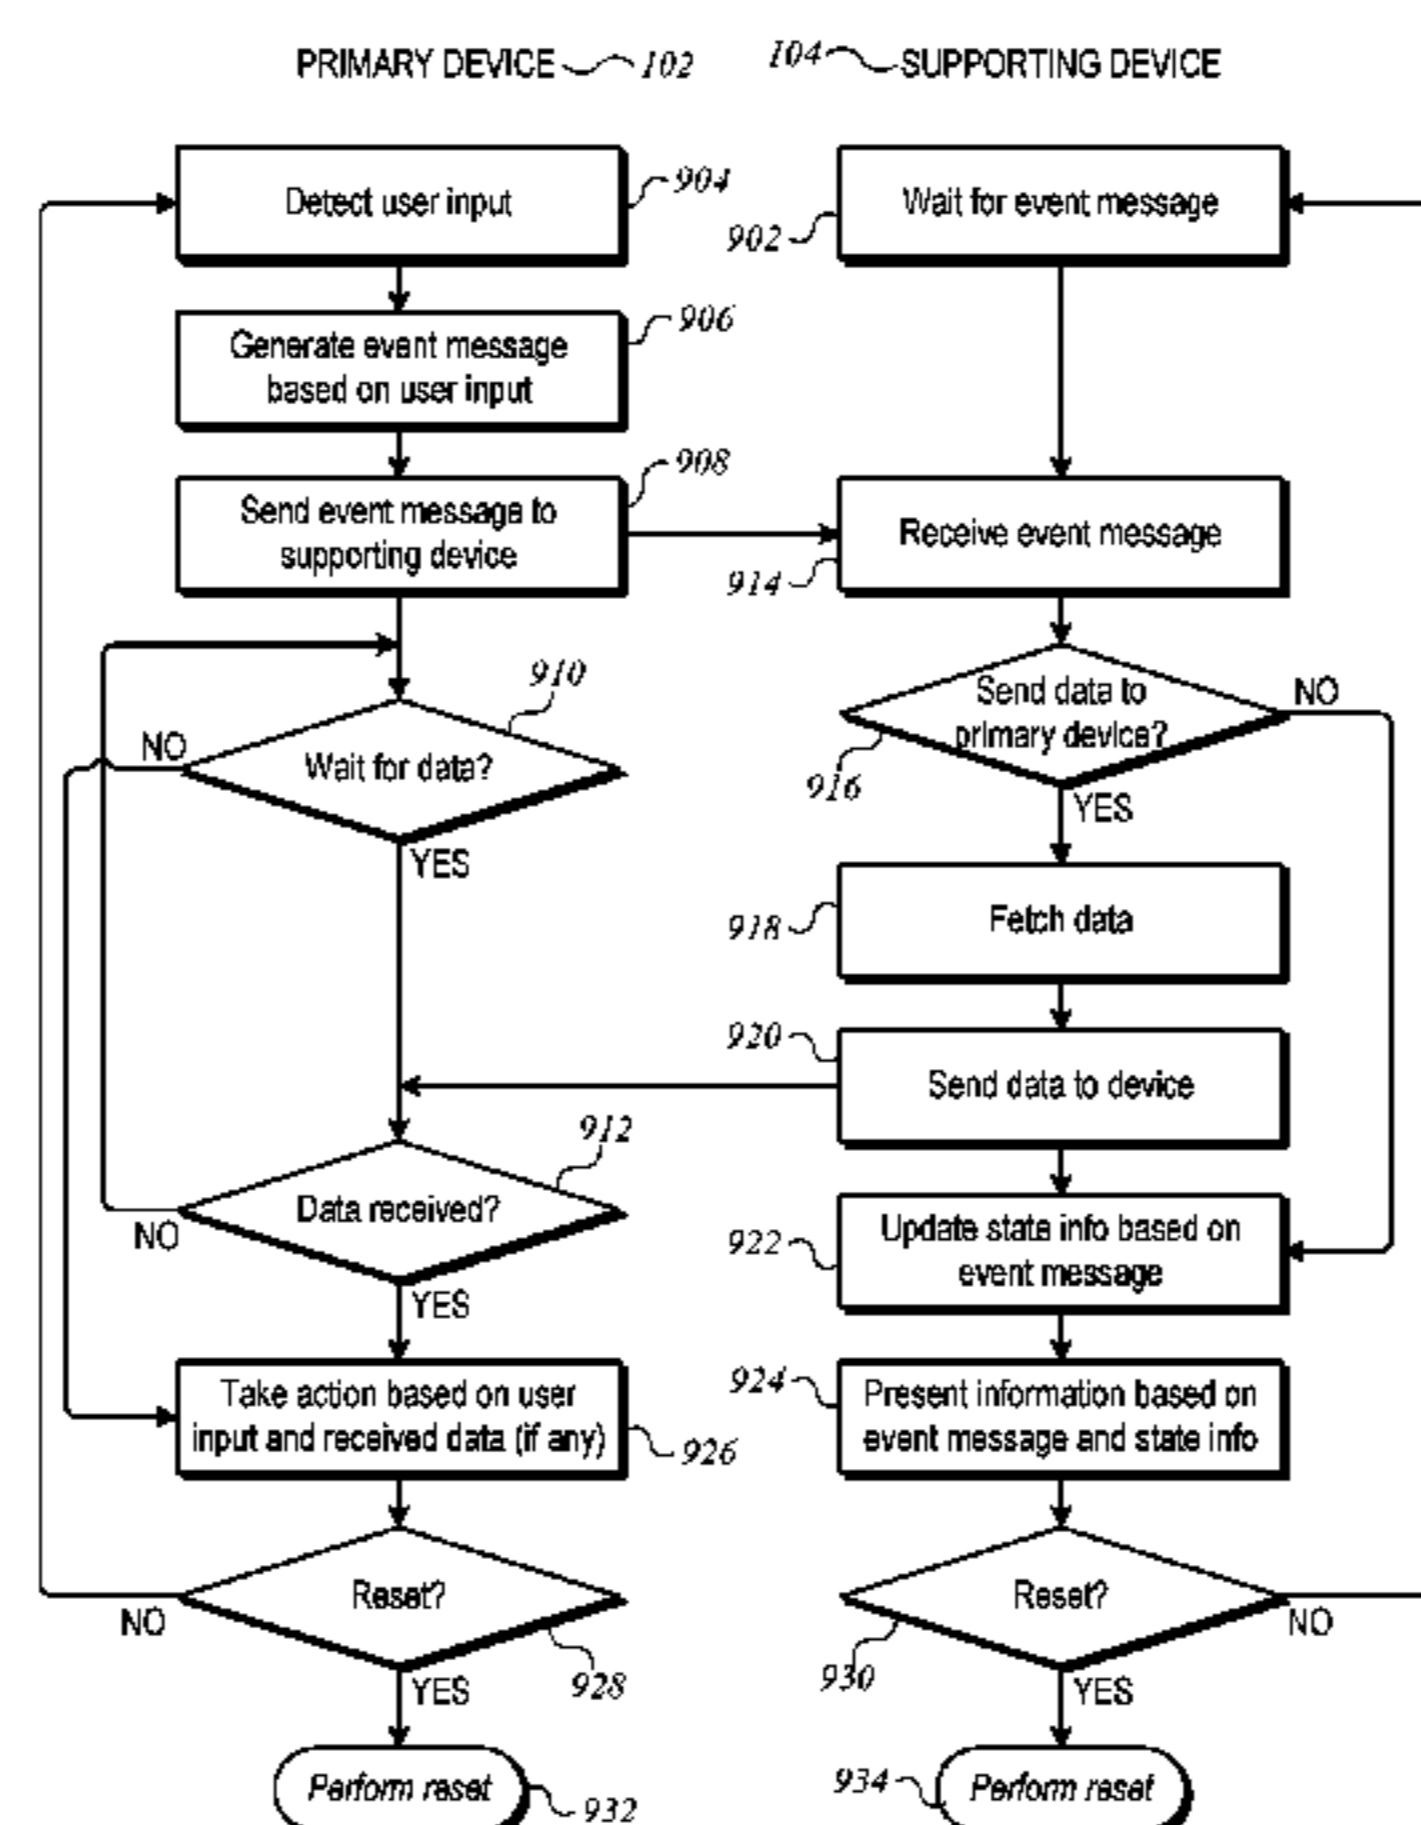 PRIMARY DEVICE 102
104 SUPPORTING DEVICE
Detect user input
904
Wait for event message
902
Generate event message
based on user input
906
Send event message to
supporting device
908
Receive event message
914
910
Wait for data?
NO
YES
Send data to
primary device?
916
NO
YES
Fetch data
918
920
Send data to device
912
Data received?
NO
YES
Update state info based on
event message
922
Take action based on user
input and received data (if any)
926
924
Present information based on
event message and state info
Reset?
NO
928
YES
Reset?
NO
930
YES
Perform reset
932
934
Perform reset